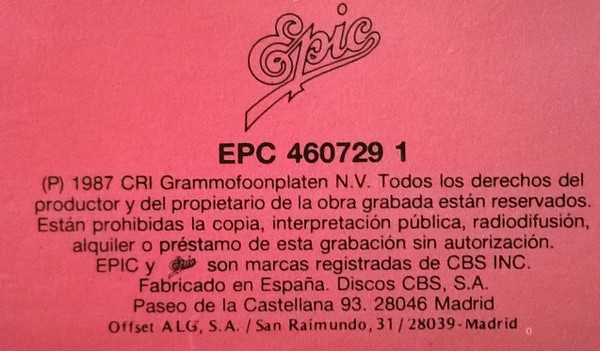 Epic
EPC 460729 1
(P) 1987 CRI Grammofoonplaten N.V. Todos los derechos del
productor y del propietario de la obra grabada están reservados.
Están prohibidas la copia, interpretación pública, radiodifusión,
alquiler o préstamo de esta grabación sin autorización.
EPIC y Epic son marcas registradas de CBS INC.
Fabricado en España. Discos CBS, S.A.
Paseo de la Castellana 93. 28046 Madrid
Offset ALG, S.A. / San Raimundo, 31 / 28039 - Madrid